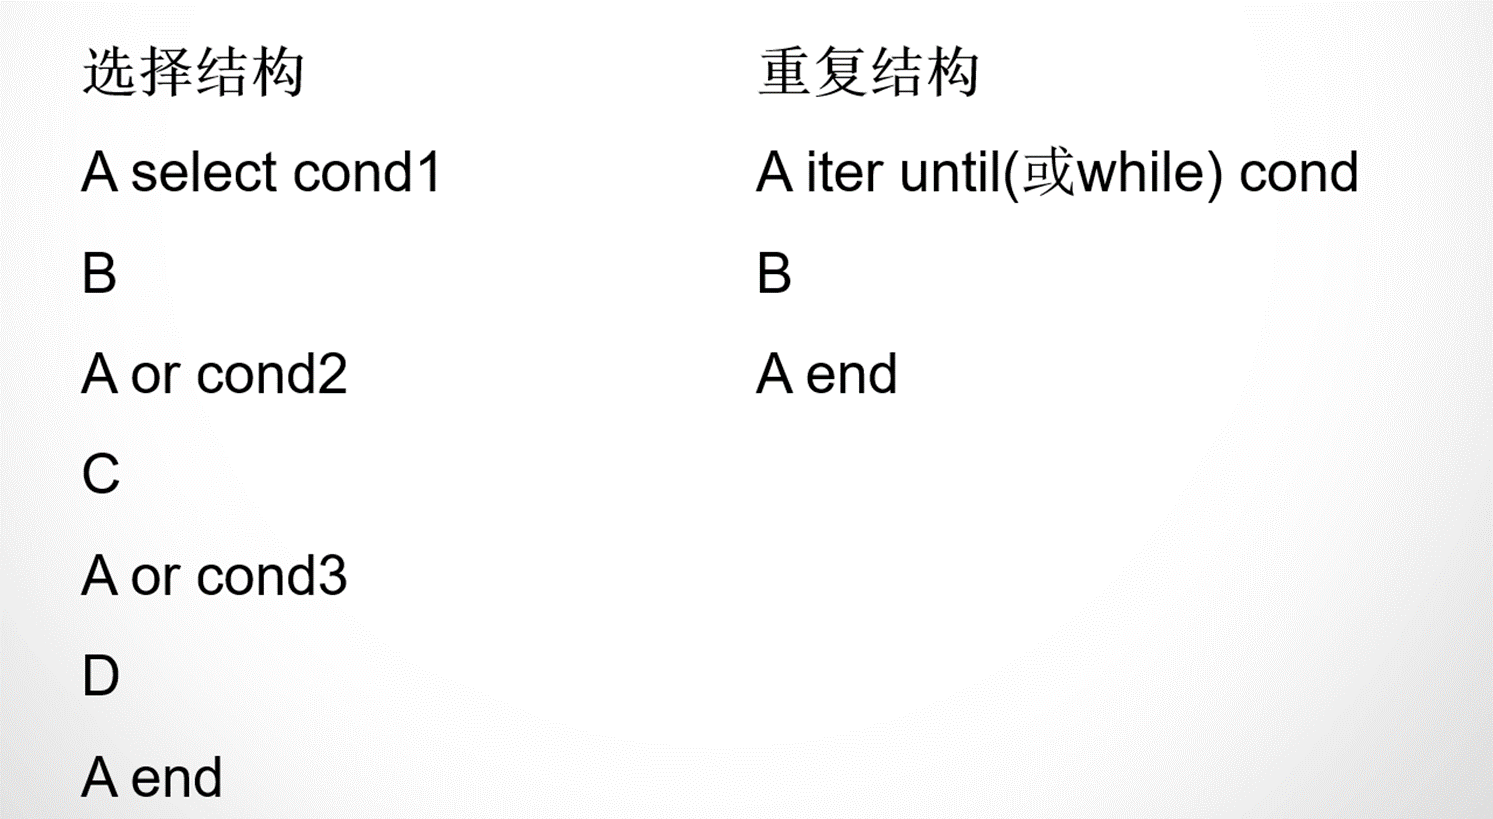 选择结构
A select cond1
B
A or cond2
C
A or cond3
D
A end
重复结构
A iter until(或while) cond
B
A end